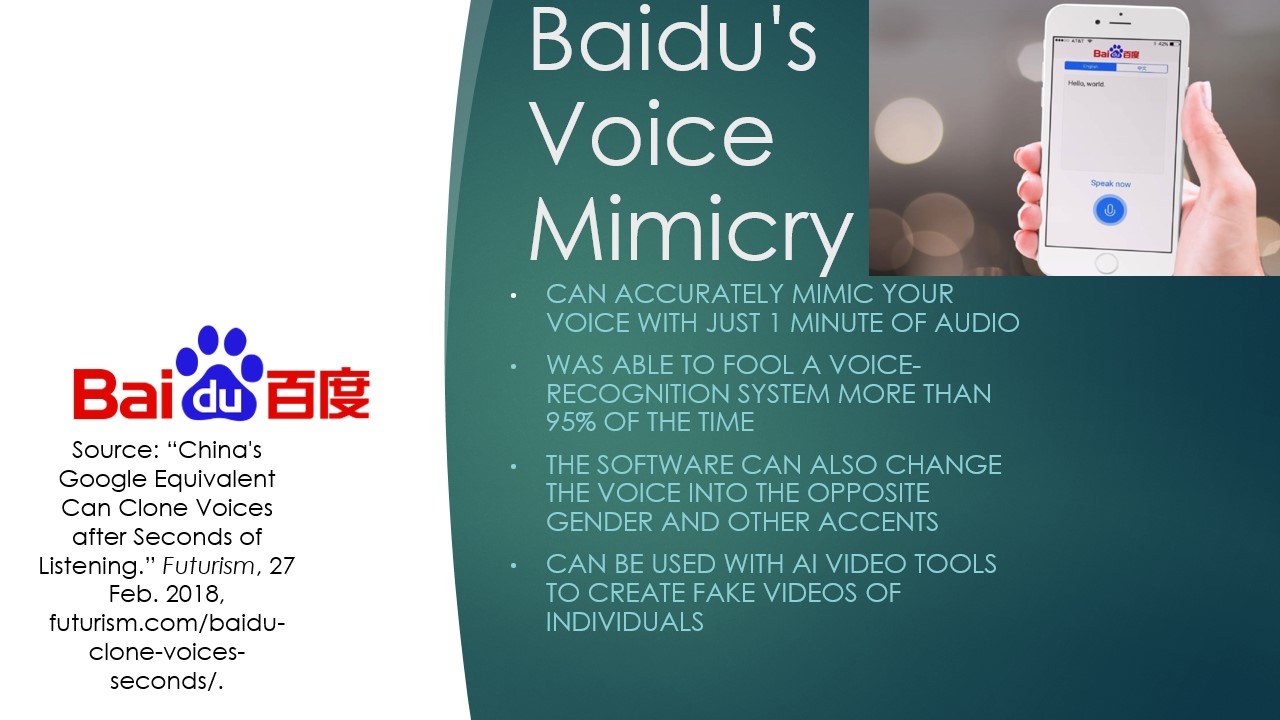 Baidu's
Voice
Mimicry
AT&T
42%
Bai du 百度
English
Hello, world.
Speak now
• CAN ACCURATELY MIMIC YOUR
VOICE WITH JUST 1 MINUTE OF AUDIO
• WAS ABLE TO FOOL A VOICE-
RECOGNITION SYSTEM MORE THAN
95% OF THE TIME
• THE SOFTWARE CAN ALSO CHANGE
THE VOICE INTO THE OPPOSITE
GENDER AND OTHER ACCENTS
• CAN BE USED WITH AI VIDEO TOOLS
TO CREATE FAKE VIDEOS OF
INDIVIDUALS
Bai du 百度
Source: “China's
Google Equivalent
Can Clone Voices
after Seconds of
Listening.” Futurism, 27
Feb. 2018,
futurism.com/baidu-
clone-voices-
seconds/.